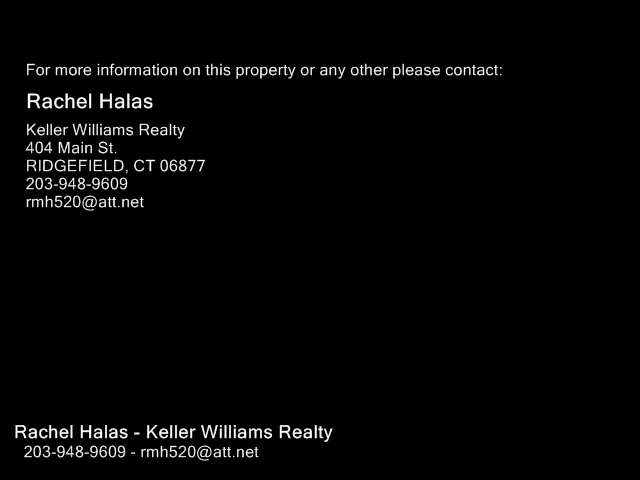 For more information on this property or any other please contact:
Rachel Halas
Keller Williams Realty
404 Main St.
RIDGEFIELD, CT 06877
203-948-9609
rmh520@att.net
Rachel Halas - Keller Williams Realty
203-948-9609 - rmh520@att.net